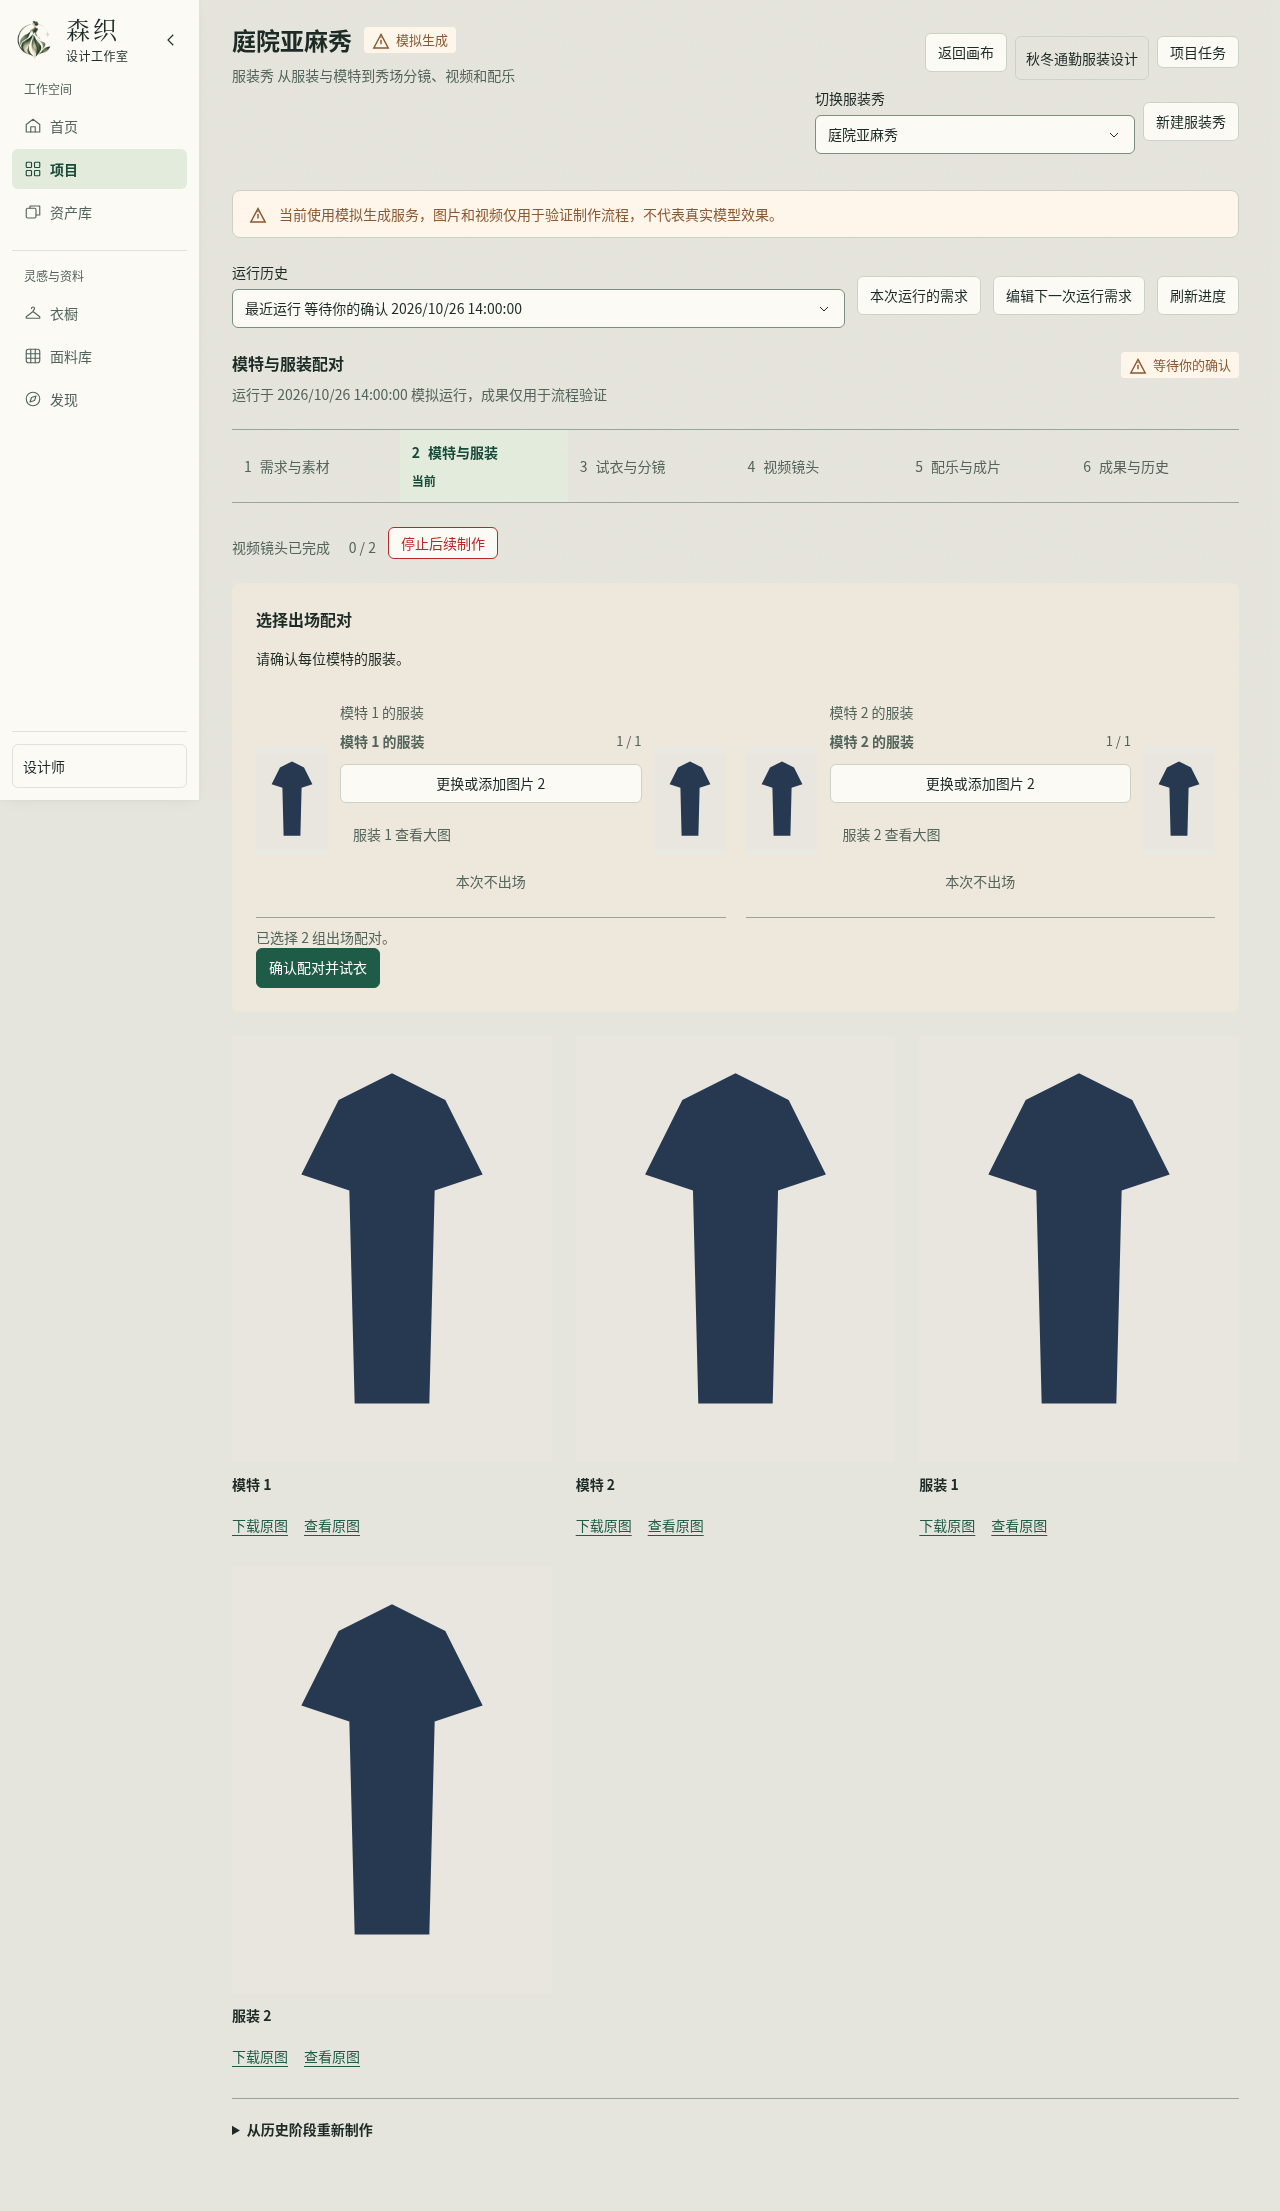 森织
设计工作室
工作空间
首页
项目
资产库
灵感与资料
衣橱
面料库
发现
设计师
庭院亚麻秀
模拟生成
服装秀 从服装与模特到秀场分镜、视频和配乐
返回画布
秋冬通勤服装设计
项目任务
切换服装秀
庭院亚麻秀
新建服装秀
当前使用模拟生成服务，图片和视频仅用于验证制作流程，不代表真实模型效果。
运行历史
最近运行 等待你的确认 2026/10/26 14:00:00
本次运行的需求
编辑下一次运行需求
刷新进度
模特与服装配对
等待你的确认
运行于 2026/10/26 14:00:00 模拟运行，成果仅用于流程验证
1 需求与素材
2 模特与服装
当前
3 试衣与分镜
4 视频镜头
5 配乐与成片
6 成果与历史
视频镜头已完成 0 / 2
停止后续制作
选择出场配对
请确认每位模特的服装。
模特 1 的服装
模特 1 的服装 1 / 1
更换或添加图片 2
服装 1 查看大图
本次不出场
模特 2 的服装
模特 2 的服装 1 / 1
更换或添加图片 2
服装 2 查看大图
本次不出场
已选择 2 组出场配对。
确认配对并试衣
模特 1
下载原图 查看原图
模特 2
下载原图 查看原图
服装 1
下载原图 查看原图
服装 2
下载原图 查看原图
从历史阶段重新制作